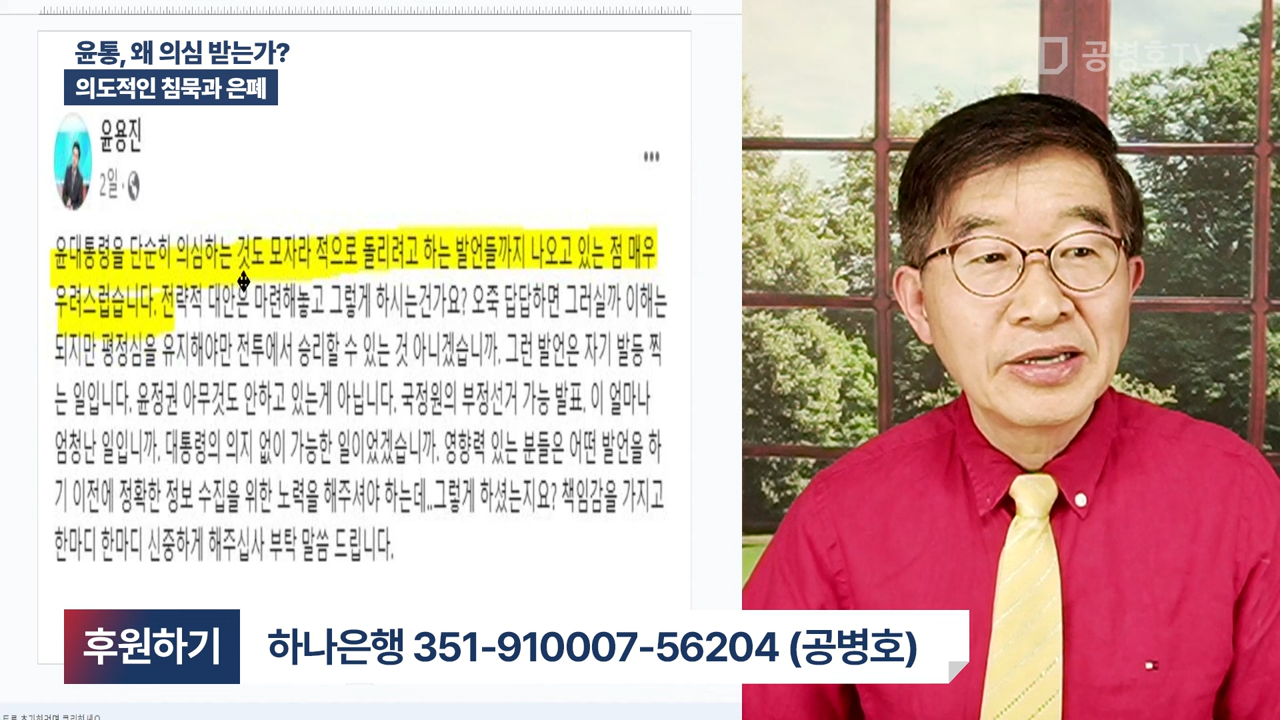 윤통, 왜 의심 받는가?
의도적인 침묵과 은폐
공병호TV
윤용진
2일 ·
윤대통령을 단순히 의심하는 것도 모자라 적으로 돌리려고 하는 발언들까지 나오고 있는 점 매우
우려스럽습니다. 전략적 대안은 마련해놓고 그렇게 하시는건가요? 오죽 답답하면 그러실까 이해는
되지만 평정심을 유지해야만 전투에서 승리할 수 있는 것 아니겠습니까. 그런 발언은 자기 발등 찍
는 일입니다. 윤정권 아무것도 안하고 있는게 아닙니다. 국정원의 부정선거 가능 발표. 이 얼마나
엄청난 일입니까. 대통령의 의지 없이 가능한 일이었겠습니까. 영향력 있는 분들은 어떤 발언을 하
기 이전에 정확한 정보 수집을 위한 노력을 해주셔야 하는데..그렇게 하셨는지요? 책임감을 가지고
한마디 한마디 신중하게 해주십사 부탁 말씀 드립니다.
후원하기
하나은행 351-910007-56204 (공병호)